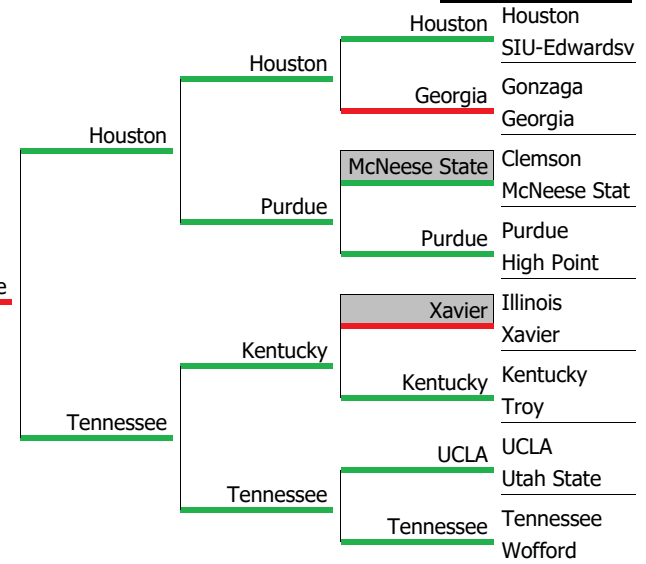 Houston
Houston
SIU-Edwardsv
Houston
Georgia
Gonzaga
Georgia
Houston
McNeese State
Clemson
McNeese Stat
Purdue
Purdue
Purdue
High Point
e
Xavier
Illinois
Xavier
Kentucky
Kentucky
Kentucky
Troy
Tennessee
UCLA
UCLA
Utah State
Tennessee
Tennessee
Tennessee
Wofford